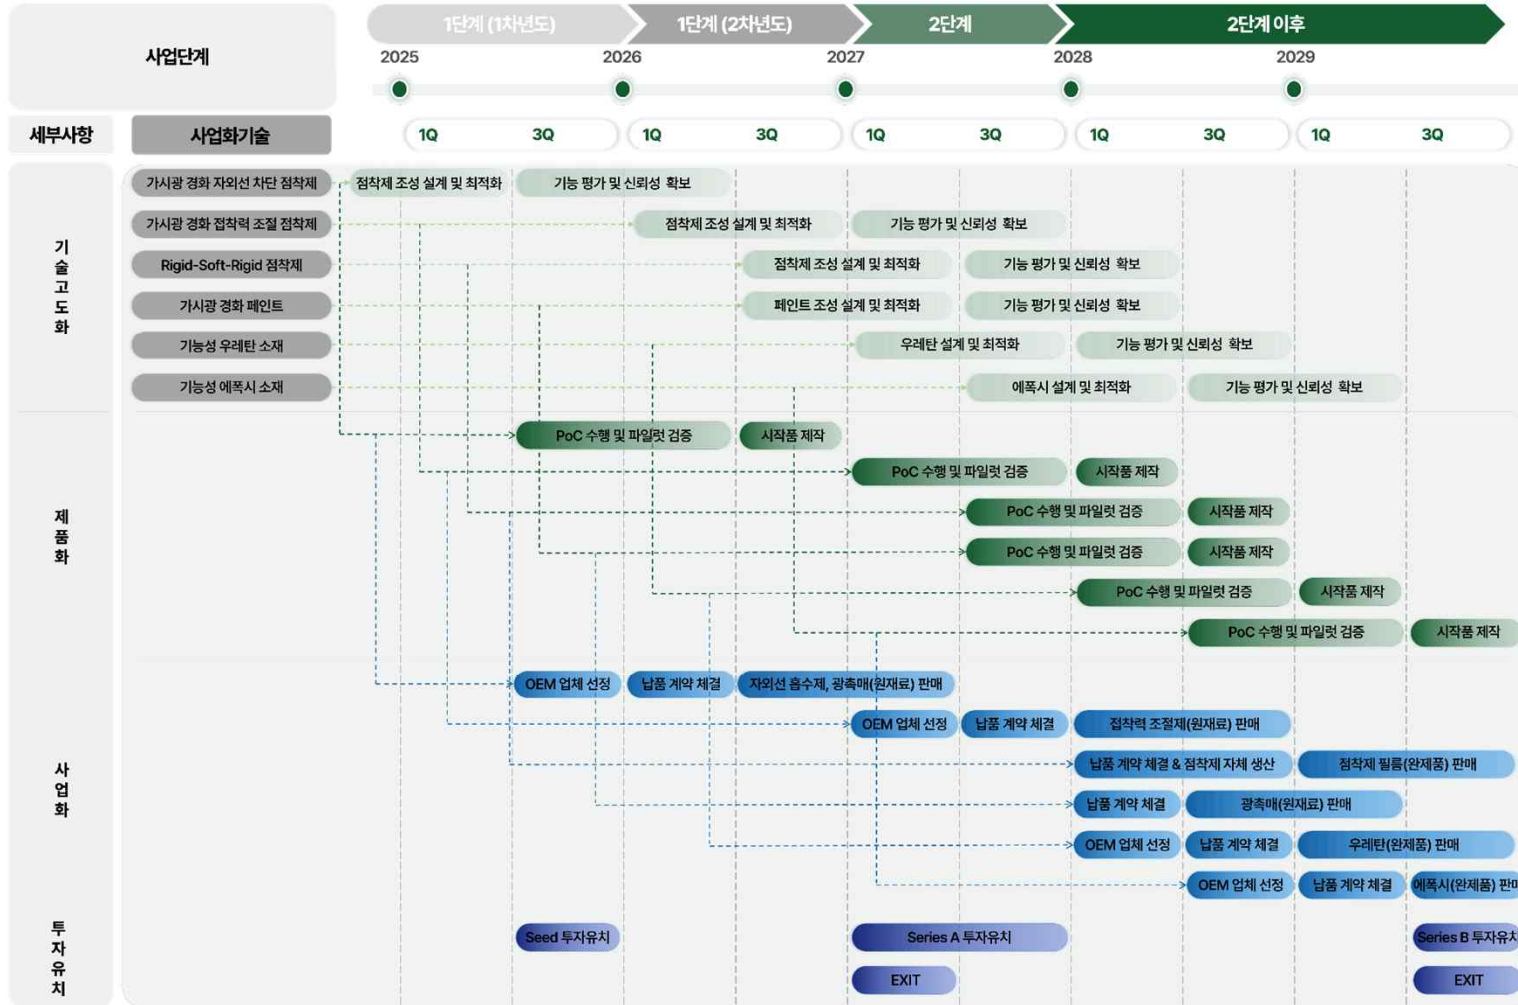 사업단계
1단계 (1차년도) 1단계 (2차년도) 2단계 2단계 이후
2025 2026 2027 2028 2029
세부사항 사업화기술 1Q 3Q 1Q 3Q 1Q 3Q 1Q 3Q 1Q 3Q
기술고도화
가시광 경화 자외선 차단 점착제 점착제 조성 설계 및 최적화 기능 평가 및 신뢰성 확보
가시광 경화 접착력 조절 점착제 점착제 조성 설계 및 최적화 기능 평가 및 신뢰성 확보
Rigid-Soft-Rigid 점착제 점착제 조성 설계 및 최적화 기능 평가 및 신뢰성 확보
가시광 경화 페인트 페인트 조성 설계 및 최적화 기능 평가 및 신뢰성 확보
기능성 우레탄 소재 우레탄 설계 및 최적화 기능 평가 및 신뢰성 확보
기능성 에폭시 소재 에폭시 설계 및 최적화 기능 평가 및 신뢰성 확보
제품화
PoC 수행 및 파일럿 검증 시작품 제작
PoC 수행 및 파일럿 검증 시작품 제작
PoC 수행 및 파일럿 검증 시작품 제작
PoC 수행 및 파일럿 검증 시작품 제작
PoC 수행 및 파일럿 검증 시작품 제작
PoC 수행 및 파일럿 검증 시작품 제작
사업화
OEM 업체 선정 납품 계약 체결 자외선 흡수제, 광촉매(원재료) 판매
OEM 업체 선정 납품 계약 체결 접착력 조절제(원재료) 판매
납품 계약 체결 & 점착제 자체 생산 점착제 필름(완제품) 판매
납품 계약 체결 광촉매(원재료) 판매
OEM 업체 선정 납품 계약 체결 우레탄(완제품) 판매
OEM 업체 선정 납품 계약 체결 에폭시(완제품) 판매
투자유치
Seed 투자유치 Series A 투자유치 Series B 투자유치
EXIT EXIT